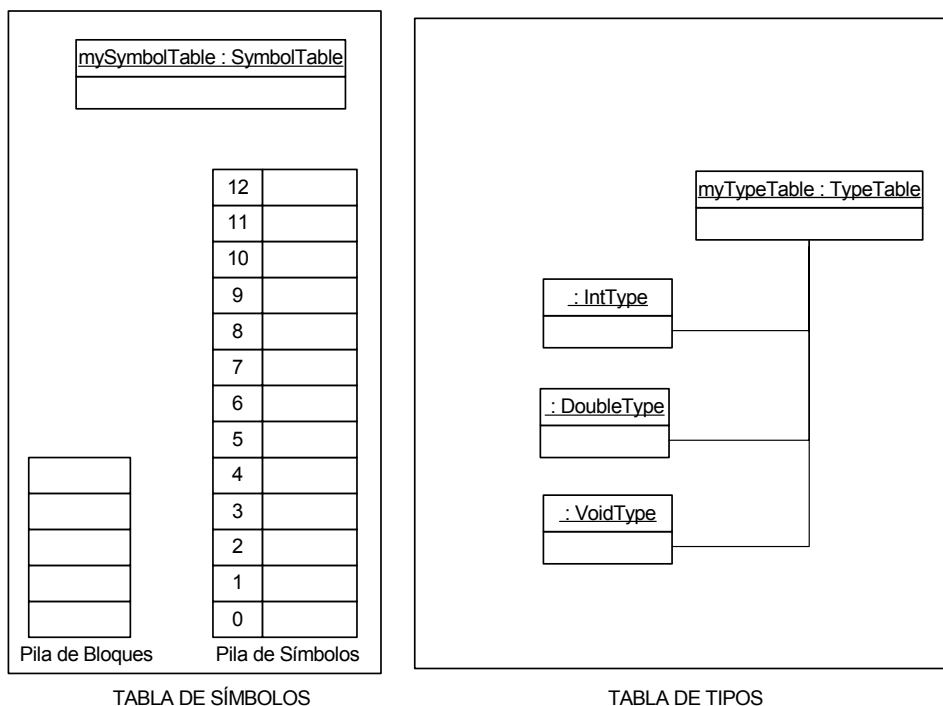 mySymbolTable : SymbolTable
12
11
10
9
8
7
6
5
4
3
2
1
0
Pila de Bloques
Pila de Símbolos
TABLA DE SÍMBOLOS
myTypeTable : TypeTable
: IntType
: DoubleType
: VoidType
TABLA DE TIPOS